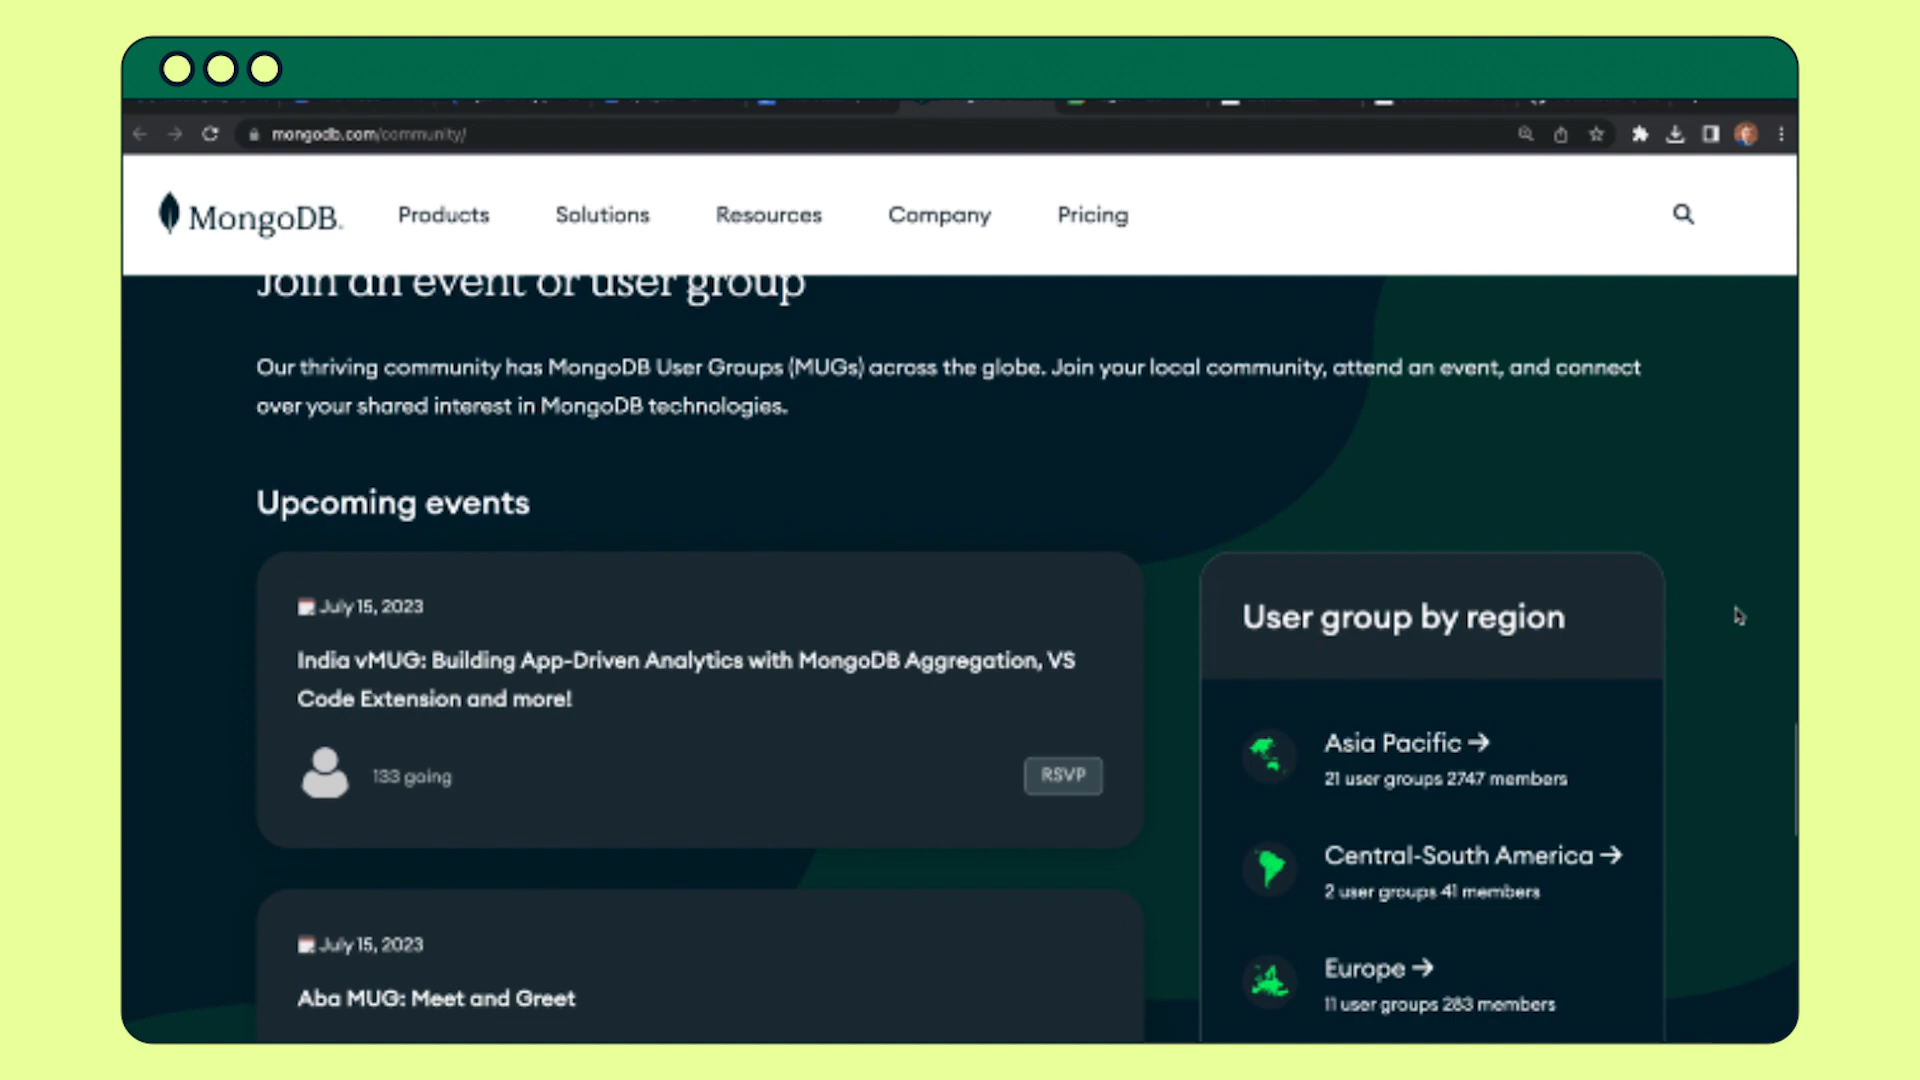 mongodb.com/community/
MongoDB.
Products
Solutions
Resources
Company
Pricing
Join an event or user group
Our thriving community has MongoDB User Groups (MUGs) across the globe. Join your local community, attend an event, and connect
over your shared interest in MongoDB technologies.
Upcoming events
July 15, 2023
India vMUG: Building App-Driven Analytics with MongoDB Aggregation, VS
Code Extension and more!
133 going
RSVP
July 15, 2023
Aba MUG: Meet and Greet
User group by region
Asia Pacific →
21 user groups 2747 members
Central-South America →
2 user groups 41 members
Europe →
11 user groups 283 members